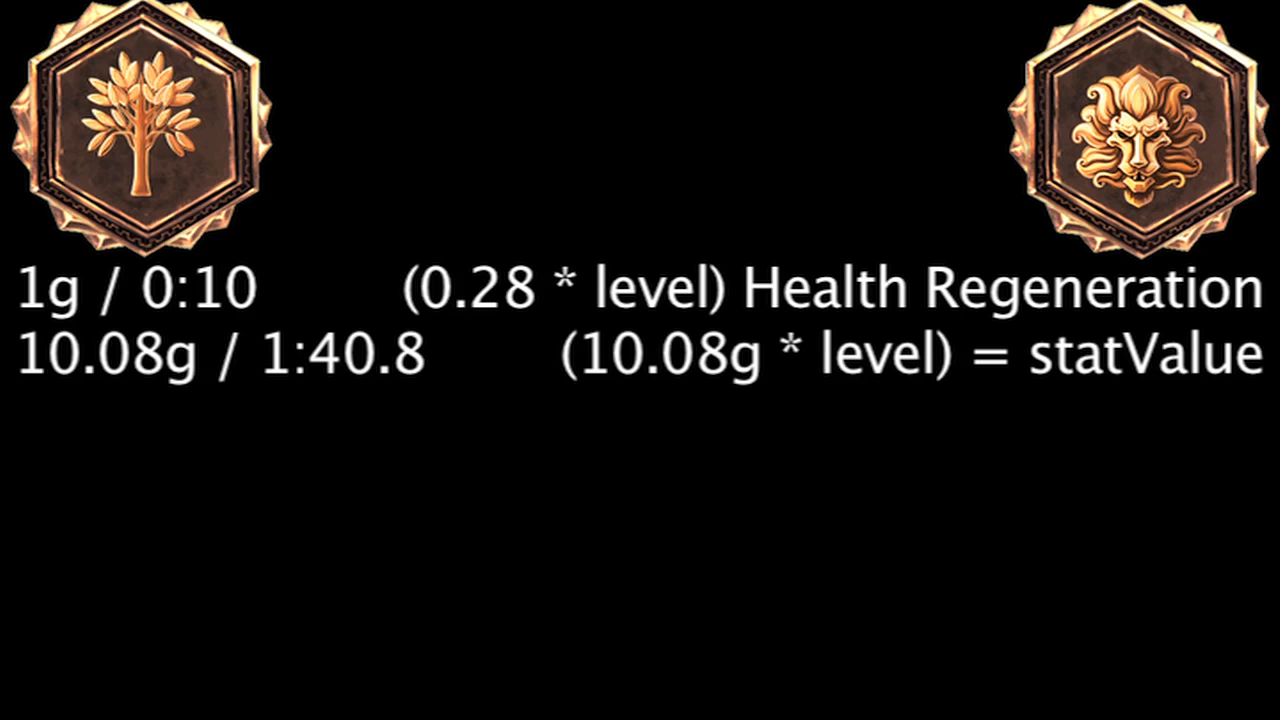 1g / 0:10 (0.28 * level) Health Regeneration
10.08g / 1:40.8 (10.08g * level) = statValue